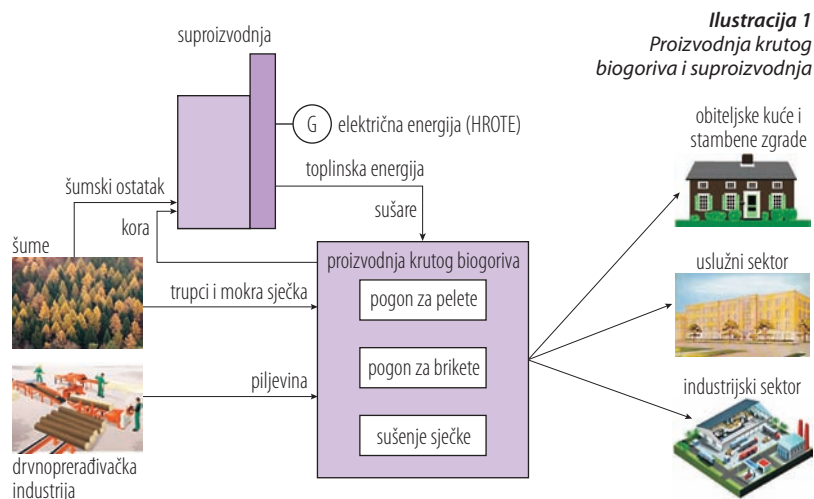 Ilustracija 1
Proizvodnja krutog
biogoriva i suproizvodnja
suproizvodnja
G
električna energija (HROTE)
toplinska energija
sušare
šumski ostatak
kora
šume
trupci i mokra sječka
piljevina
drvnoprerađivačka
industrija
proizvodnja krutog biogoriva
pogon za pelete
pogon za brikete
sušenje sječke
obiteljske kuće i
stambene zgrade
uslužni sektor
industrijski sektor